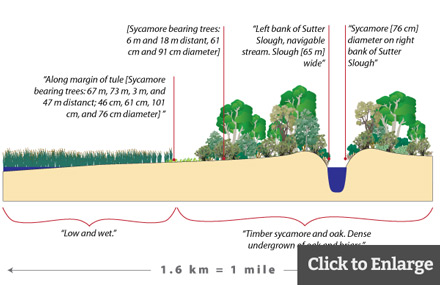 [Sycamore bearing trees:
6 m and 18 m distant, 61
cm and 91 cm diameter]
"Left bank of Sutter
Slough, navigable
stream. Slough [65 m]
wide"
"Sycamore [76 cm]
diameter on right
bank of Sutter
Slough"
"Along margin of tule [Sycamore
bearing trees: 67 m, 73 m, 3 m, and
47 m distanct; 46 cm, 61 cm, 101
cm, and 76 cm diameter] "
"Low and wet."
"Timber sycamore and oak. Dense
undergrown of oak and briers"
1.6 km = 1 mile
Click to Enlarge